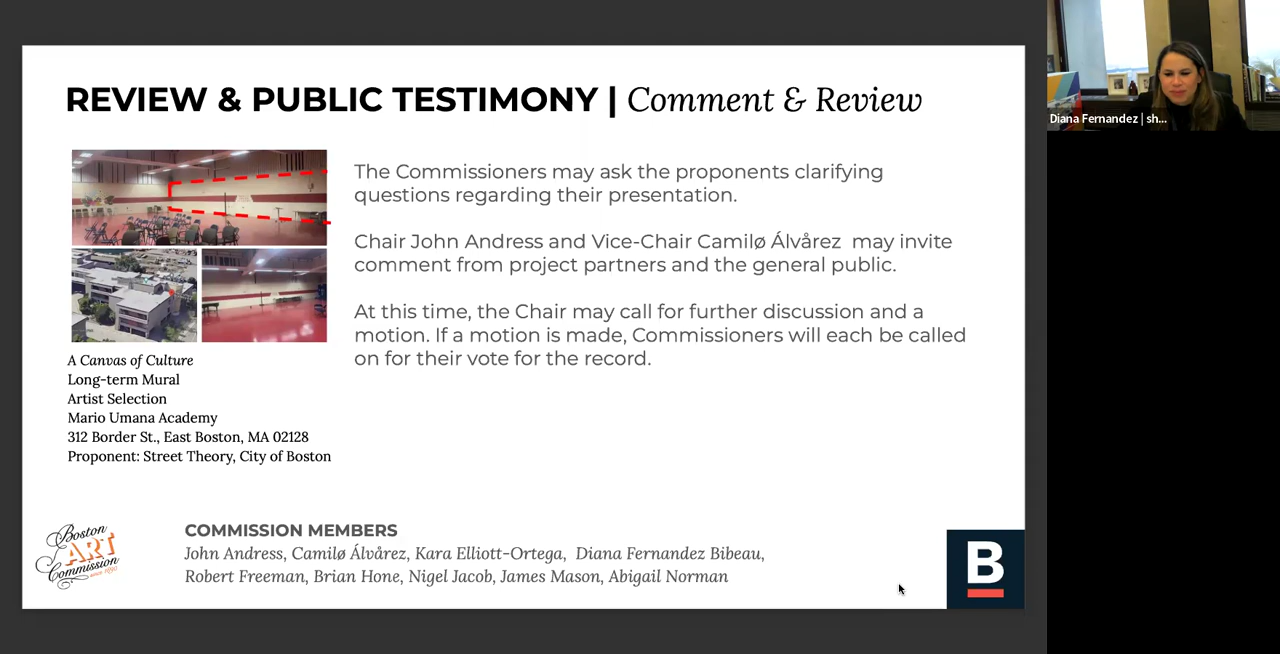 REVIEW & PUBLIC TESTIMONY | Comment & Review
The Commissioners may ask the proponents clarifying
questions regarding their presentation.
Chair John Andress and Vice-Chair Camilø Álvårez  may invite
comment from project partners and the general public.
At this time, the Chair may call for further discussion and a
motion. If a motion is made, Commissioners will each be called
on for their vote for the record.
A Canvas of Culture
Long-term Mural
Artist Selection
Mario Umana Academy
312 Border St., East Boston, MA 02128
Proponent: Street Theory, City of Boston
Boston
ART
Commission
since 1890
COMMISSION MEMBERS
John Andress, Camilø Álvårez, Kara Elliott-Ortega,  Diana Fernandez Bibeau,
Robert Freeman, Brian Hone, Nigel Jacob, James Mason, Abigail Norman
B
Diana Fernandez | sh...